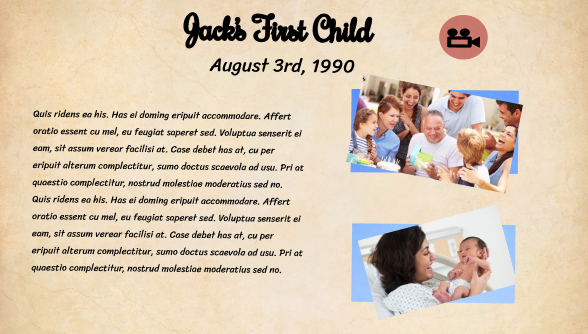 Jack's First Child
August 3rd, 1990
Quis ridens ea his. Has ei doming eripuit accommodare. Affert
oratio essent cu mel, eu feugiat saperet sed. Voluptua senserit ei
eam, sit assum verear facilisi at. Case debet has at, cu per
eripuit alterum complectitur, sumo doctus scaevola ad usu. Pri at
quaestio complectitur, nostrud molestiae moderatius sed no.
Quis ridens ea his. Has ei doming eripuit accommodare. Affert
oratio essent cu mel, eu feugiat saperet sed. Voluptua senserit ei
eam, sit assum verear facilisi at. Case debet has at, cu per
eripuit alterum complectitur, sumo doctus scaevola ad usu. Pri at
quaestio complectitur, nostrud molestiae moderatius sed no.